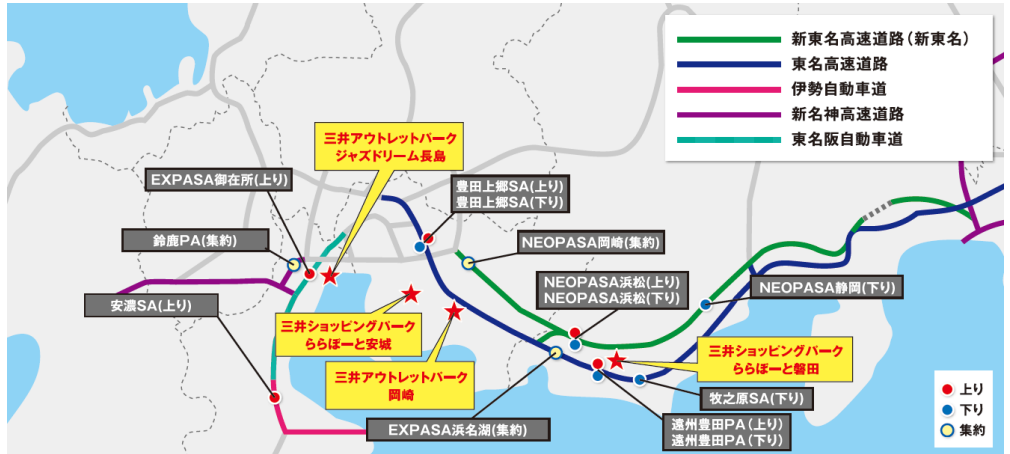 新東名高速道路(新東名)
東名高速道路
伊勢自動車道
新名神高速道路
東名阪自動車道
三井アウトレットパーク
ジャズドリーム長島
EXPASA御在所(上り)
豊田上郷SA(上り)
豊田上郷SA(下り)
鈴鹿PA(集約)
NEOPASA岡崎(集約)
NEOPASA浜松(上り)
NEOPASA浜松(下り)
NEOPASA静岡(下り)
安濃SA(上り)
三井ショッピングパーク
ららぽーと安城
三井アウトレットパーク
岡崎
三井ショッピングパーク
ららぽーと磐田
牧之原SA(下り)
EXPASA浜名湖(集約)
遠州豊田PA(上り)
遠州豊田PA(下り)
上り
下り
集約